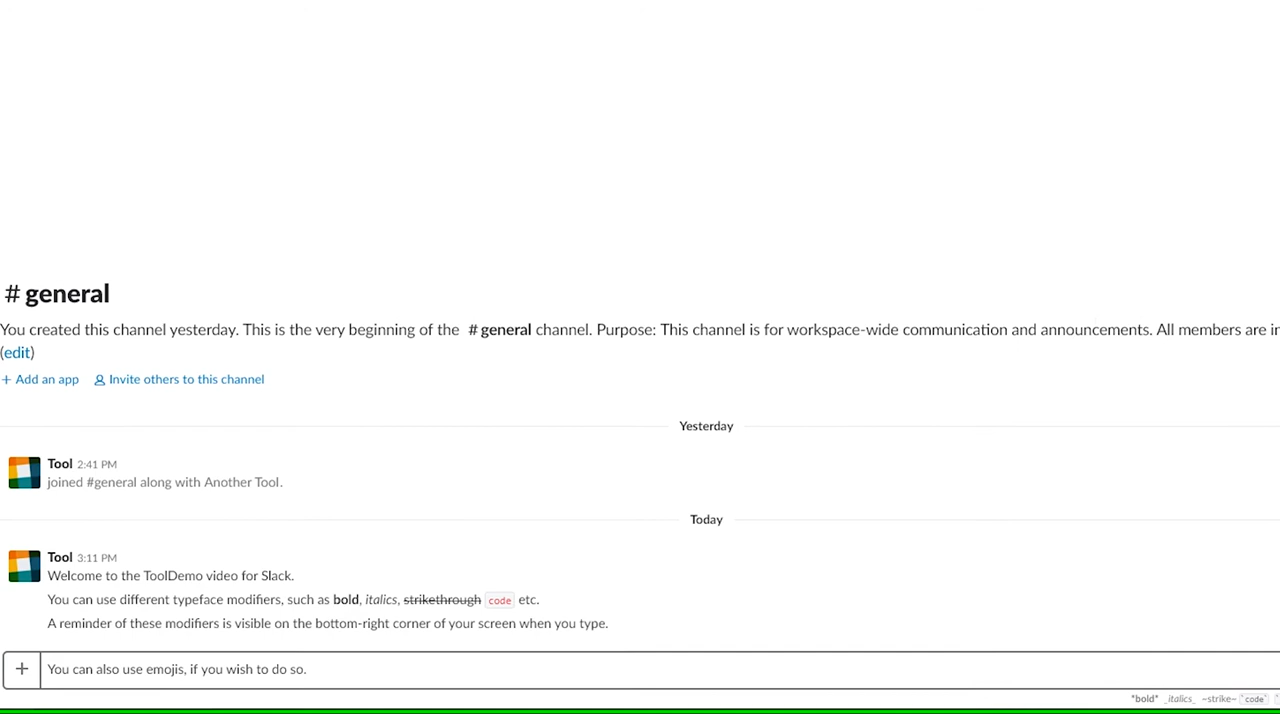 # general
You created this channel yesterday. This is the very beginning of the # general channel. Purpose: This channel is for workspace-wide communication and announcements. All members are in
(edit)
+ Add an app Invite others to this channel
Yesterday
Tool 2:41 PM
joined #general along with Another Tool.
Today
Tool 3:11 PM
Welcome to the ToolDemo video for Slack.
You can use different typeface modifiers, such as bold, italics, strikethrough code etc.
A reminder of these modifiers is visible on the bottom-right corner of your screen when you type.
+ You can also use emojis, if you wish to do so.
*bold* _italics_ ~strike~ `code`